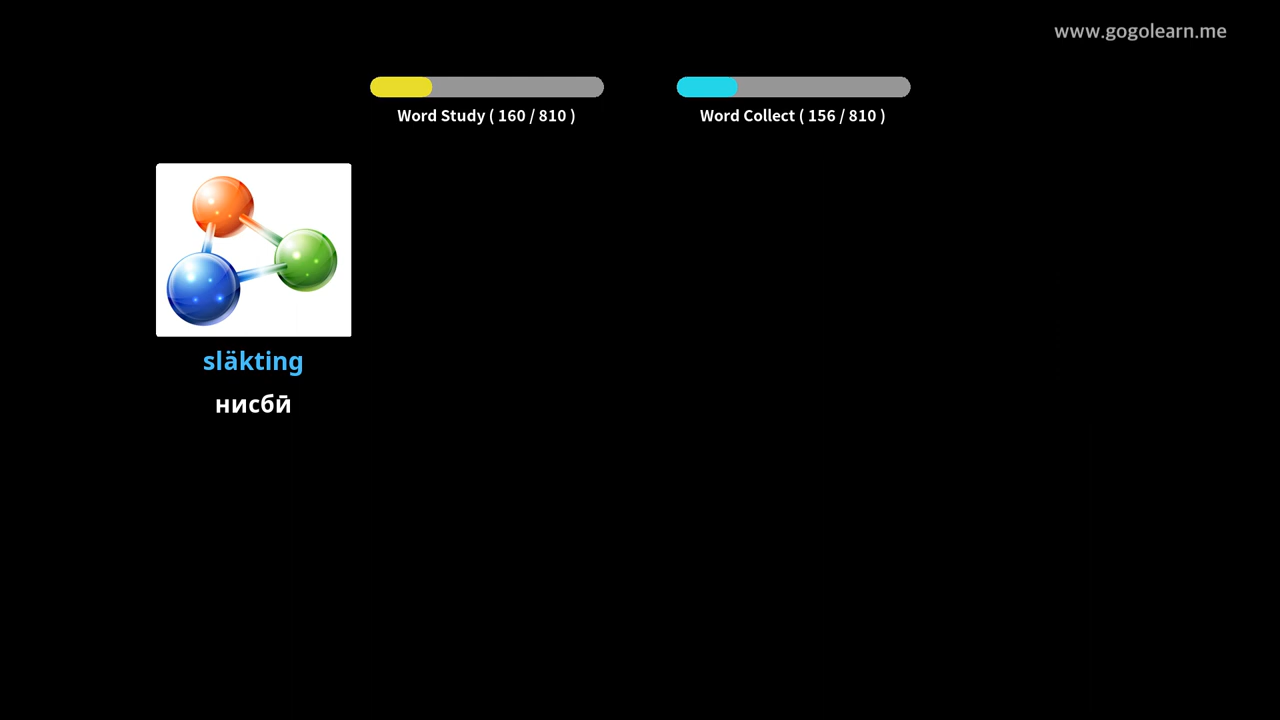 www.gogolearn.me
Word Study ( 160 / 810 )
Word Collect ( 156 / 810 )
släkting
нисбӣ